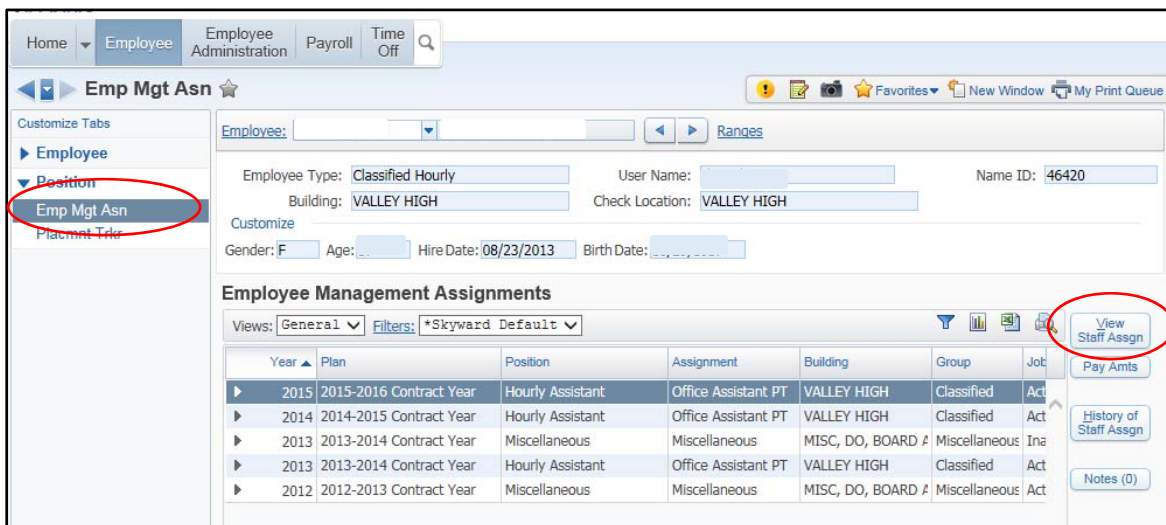 Home Employee Employee Administration Payroll Time Off
Emp Mgt Asn Favorites New Window My Print Queue
Customize Tabs
Employee
Position
Emp Mgt Asn
Placmnt Trkr
Employee: Ranges
Employee Type: Classified Hourly User Name: Name ID: 46420
Building: VALLEY HIGH Check Location: VALLEY HIGH
Customize
Gender: F Age: Hire Date: 08/23/2013 Birth Date:
Employee Management Assignments
Views: General Filters: *Skyward Default
View Staff Assgn
Year Plan Position Assignment Building Group Job
Pay Amts
2015 2015-2016 Contract Year Hourly Assistant Office Assistant PT VALLEY HIGH Classified Act
2014 2014-2015 Contract Year Hourly Assistant Office Assistant PT VALLEY HIGH Classified Act
History of Staff Assgn
2013 2013-2014 Contract Year Miscellaneous Miscellaneous MISC, DO, BOARD A Miscellaneous Ina
2013 2013-2014 Contract Year Hourly Assistant Office Assistant PT VALLEY HIGH Classified Act
2012 2012-2013 Contract Year Miscellaneous Miscellaneous MISC, DO, BOARD A Miscellaneous Act
Notes (0)